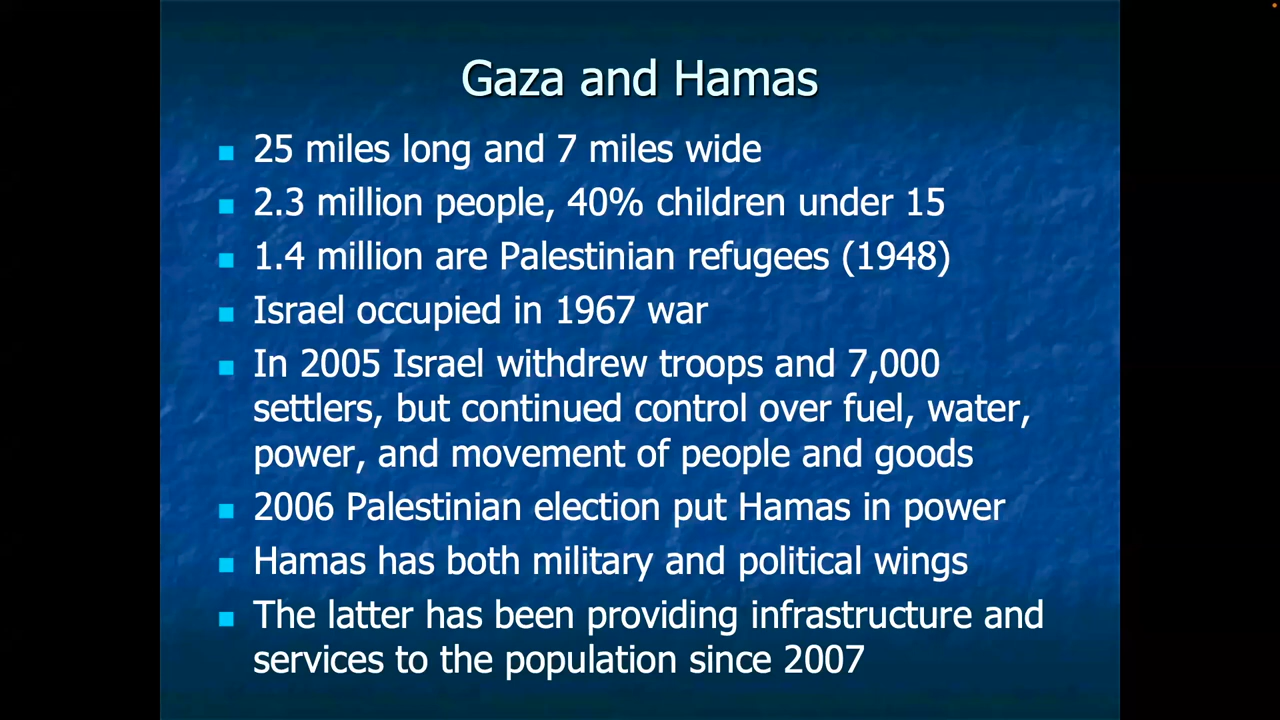 Gaza and Hamas
25 miles long and 7 miles wide
2.3 million people, 40% children under 15
1.4 million are Palestinian refugees (1948)
Israel occupied in 1967 war
In 2005 Israel withdrew troops and 7,000
settlers, but continued control over fuel, water,
power, and movement of people and goods
2006 Palestinian election put Hamas in power
Hamas has both military and political wings
The latter has been providing infrastructure and
services to the population since 2007